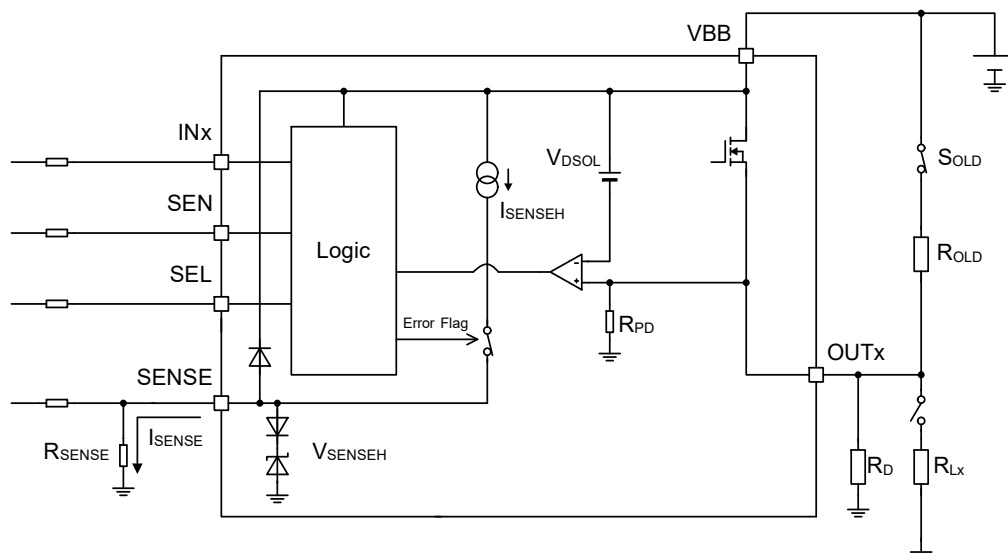 VBB
INx
SEN
SEL
SENSE
Logic
Error Flag
VDSOL
ISENSEH
-
+
RPD
OUTx
SOLD
ROLD
RSENSE
ISENSE
VSENSEH
RD
RLx